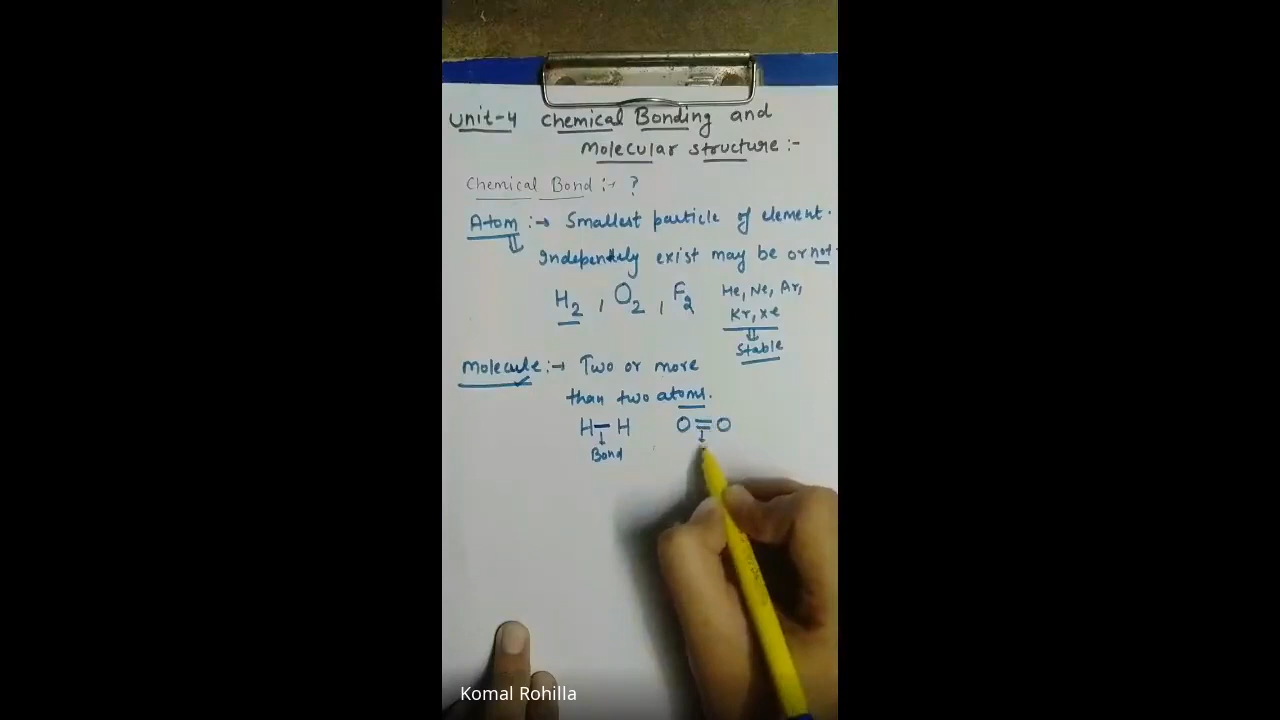 Unit-4 Chemical Bonding and
Molecular structure :-
Chemical Bond :→ ?
Atom :→ Smallest particle of element.
Independently exist may be or not.
H2 , O2 , F2 He, Ne, Ar,
Kr, Xe
Stable
Molecule :→ Two or more
than two atoms.
H–H O=O
Bond
Komal Rohilla